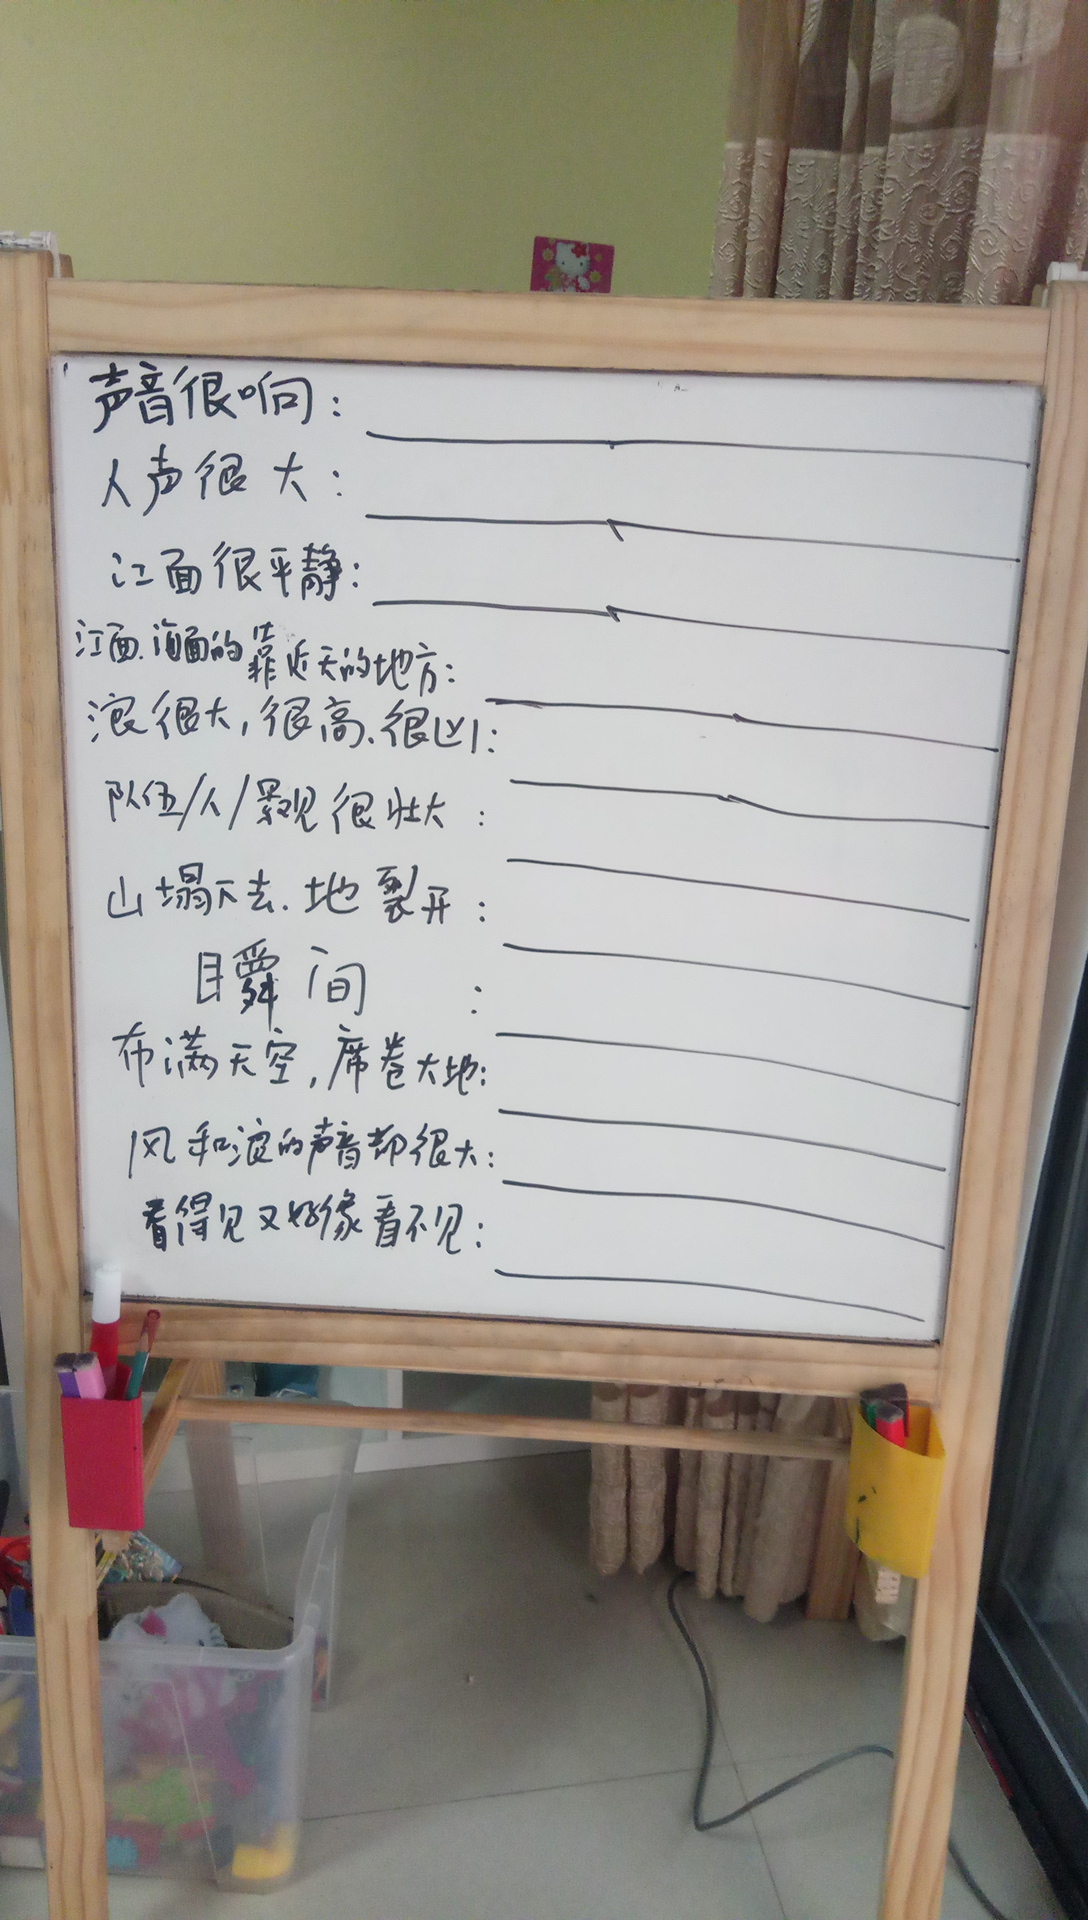 声音很响:
人声很大:
江面很平静:
江面、海面的靠近天的地方:
浪很大,很高、很凶:
队伍/人/景观很壮大:
山塌下去、地裂开:
瞬间:
布满天空,席卷大地:
风和浪的声音却很大:
看得见又好像看不见: